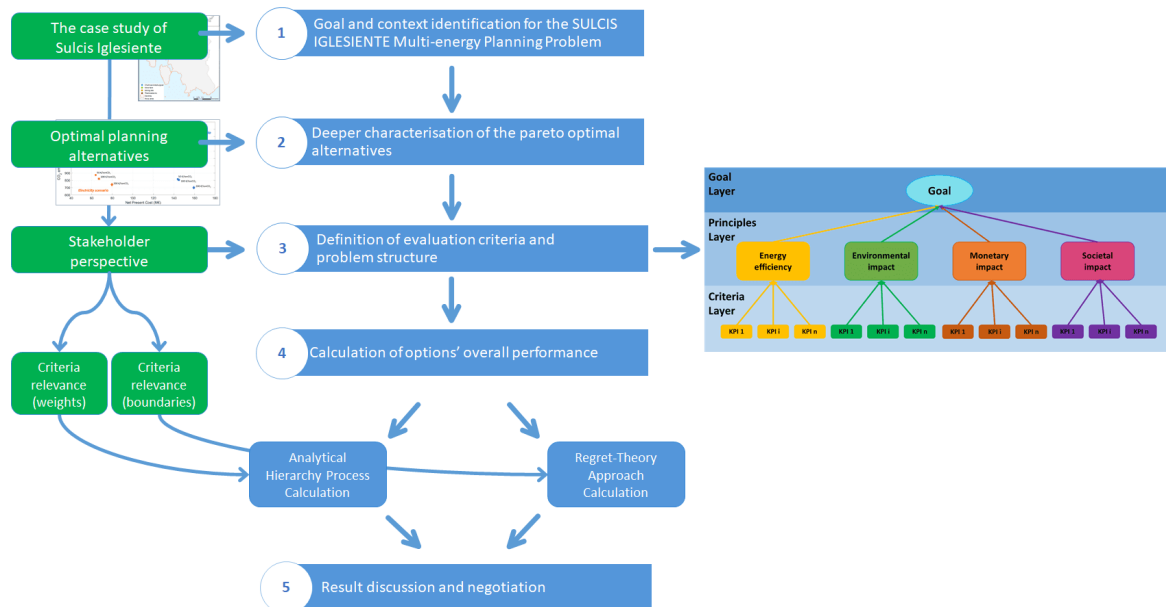 The case study of
Sulcis Iglesiente
1
Goal and context identification for the SULCIS
IGLESIENTE Multi-energy Planning Problem
Optimal planning
alternatives
Net Present Cost (M€)
2
Deeper characterisation of the pareto optimal
alternatives
Stakeholder
perspective
3
Definition of evaluation criteria and
problem structure
Goal
Layer
Goal
Principles
Layer
Energy
efficiency
Environmental
impact
Monetary
impact
Societal
Impact
Criteria
Layer
KPI 1
KPI i
KPI n
KPI 1
KPI i
KPI n
KPI 1
KPI i
KPI n
KPI 1
KPI i
KPI n
4
Calculation of options' overall performance
Criteria
relevance
(weights)
Criteria
relevance
(boundaries)
Analytical
Hierarchy Process
Calculation
Regret-Theory
Approach
Calculation
5
Result discussion and negotiation